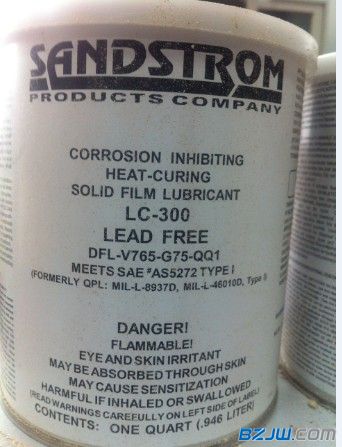 SANDSTROM
PRODUCTS COMPANY
CORROSION INHIBITING
HEAT-CURING
SOLID FILM LUBRICANT
LC-300
LEAD FREE
DFL-V765-G75-QQ1
MEETS SAE #AS5272 TYPE I
(FORMERLY QPL: MIL-L-8937D, MIL-L-46010D, Type I)
DANGER!
FLAMMABLE!
EYE AND SKIN IRRITANT
MAY BE ABSORBED THROUGH SKIN
MAY CAUSE SENSITIZATION
HARMFUL IF INHALED OR SWALLOWED
(READ WARNINGS CAREFULLY ON LEFT SIDE OF LABEL)
CONTENTS: ONE QUART (.946 LITER)
BZJW.com